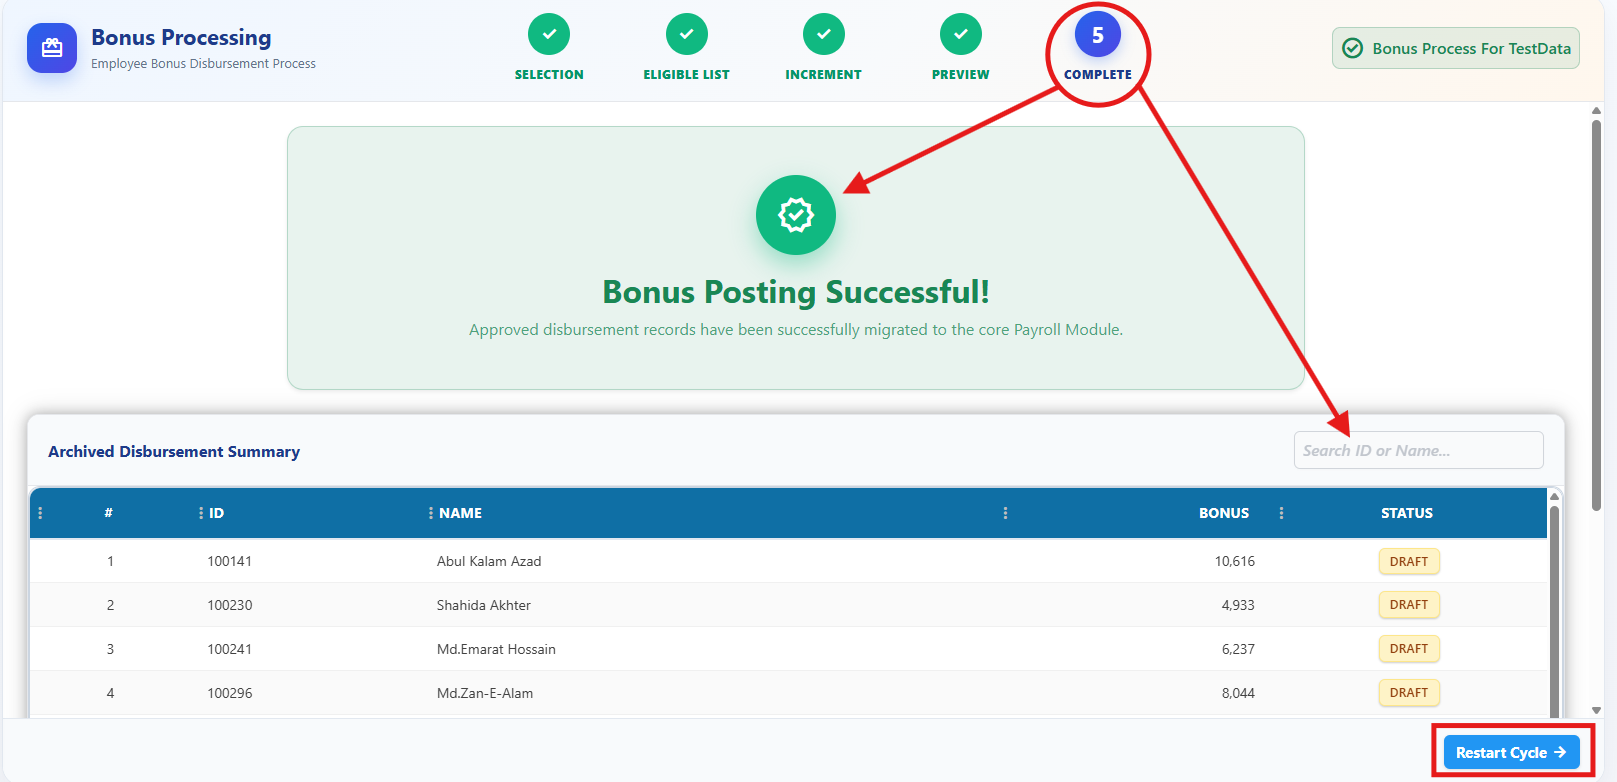 Bonus Processing
Employee Bonus Disbursement Process
SELECTION
ELIGIBLE LIST
INCREMENT
PREVIEW
5
COMPLETE
Bonus Process For TestData
Bonus Posting Successful!
Approved disbursement records have been successfully migrated to the core Payroll Module.
Archived Disbursement Summary
Search ID or Name...
# ID NAME BONUS STATUS
1 100141 Abul Kalam Azad 10,616 DRAFT
2 100230 Shahida Akhter 4,933 DRAFT
3 100241 Md.Emarat Hossain 6,237 DRAFT
4 100296 Md.Zan-E-Alam 8,044 DRAFT
Restart Cycle →